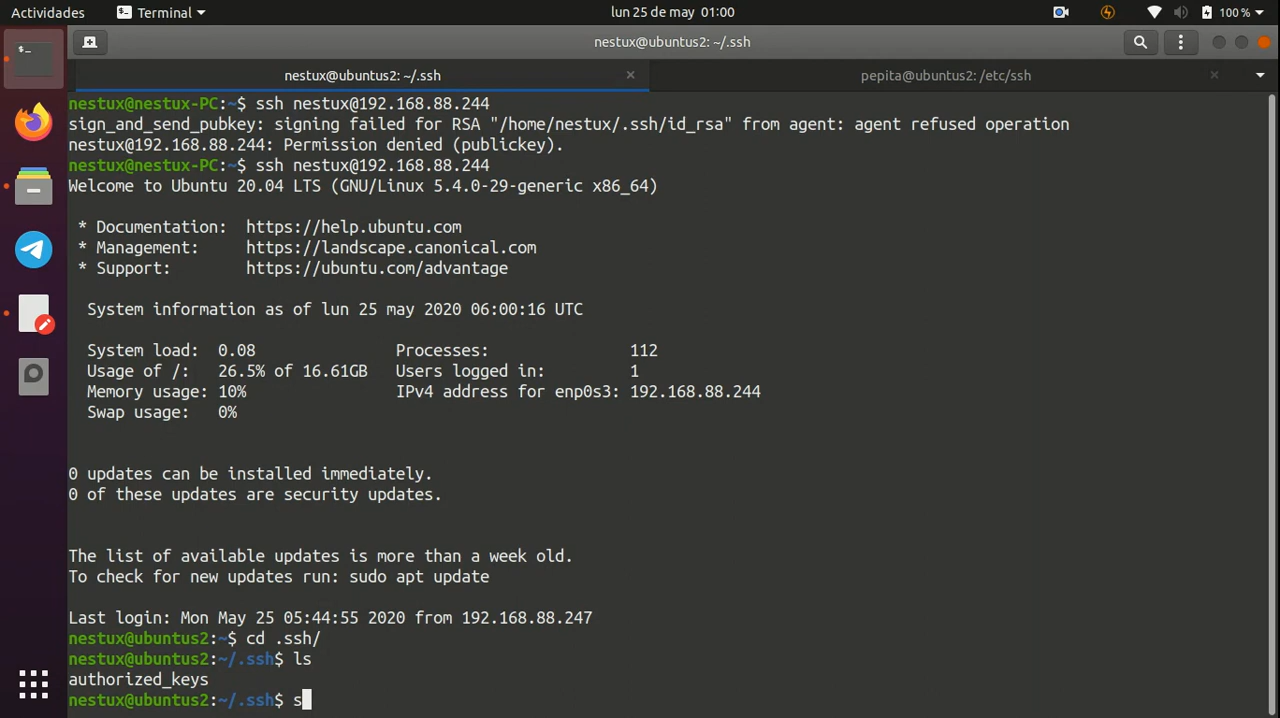 Actividades
Terminal
lun 25 de may 01:00
100 %
nestux@ubuntus2: ~/.ssh
nestux@ubuntus2: ~/.ssh
pepita@ubuntus2: /etc/ssh
nestux@nestux-PC:~$ ssh nestux@192.168.88.244
sign_and_send_pubkey: signing failed for RSA "/home/nestux/.ssh/id_rsa" from agent: agent refused operation
nestux@192.168.88.244: Permission denied (publickey).
nestux@nestux-PC:~$ ssh nestux@192.168.88.244
Welcome to Ubuntu 20.04 LTS (GNU/Linux 5.4.0-29-generic x86_64)
* Documentation: https://help.ubuntu.com
* Management: https://landscape.canonical.com
* Support: https://ubuntu.com/advantage
System information as of lun 25 may 2020 06:00:16 UTC
System load: 0.08 Processes: 112
Usage of /: 26.5% of 16.61GB Users logged in: 1
Memory usage: 10% IPv4 address for enp0s3: 192.168.88.244
Swap usage: 0%
0 updates can be installed immediately.
0 of these updates are security updates.
The list of available updates is more than a week old.
To check for new updates run: sudo apt update
Last login: Mon May 25 05:44:55 2020 from 192.168.88.247
nestux@ubuntus2:~$ cd .ssh/
nestux@ubuntus2:~/.ssh$ ls
authorized_keys
nestux@ubuntus2:~/.ssh$ s